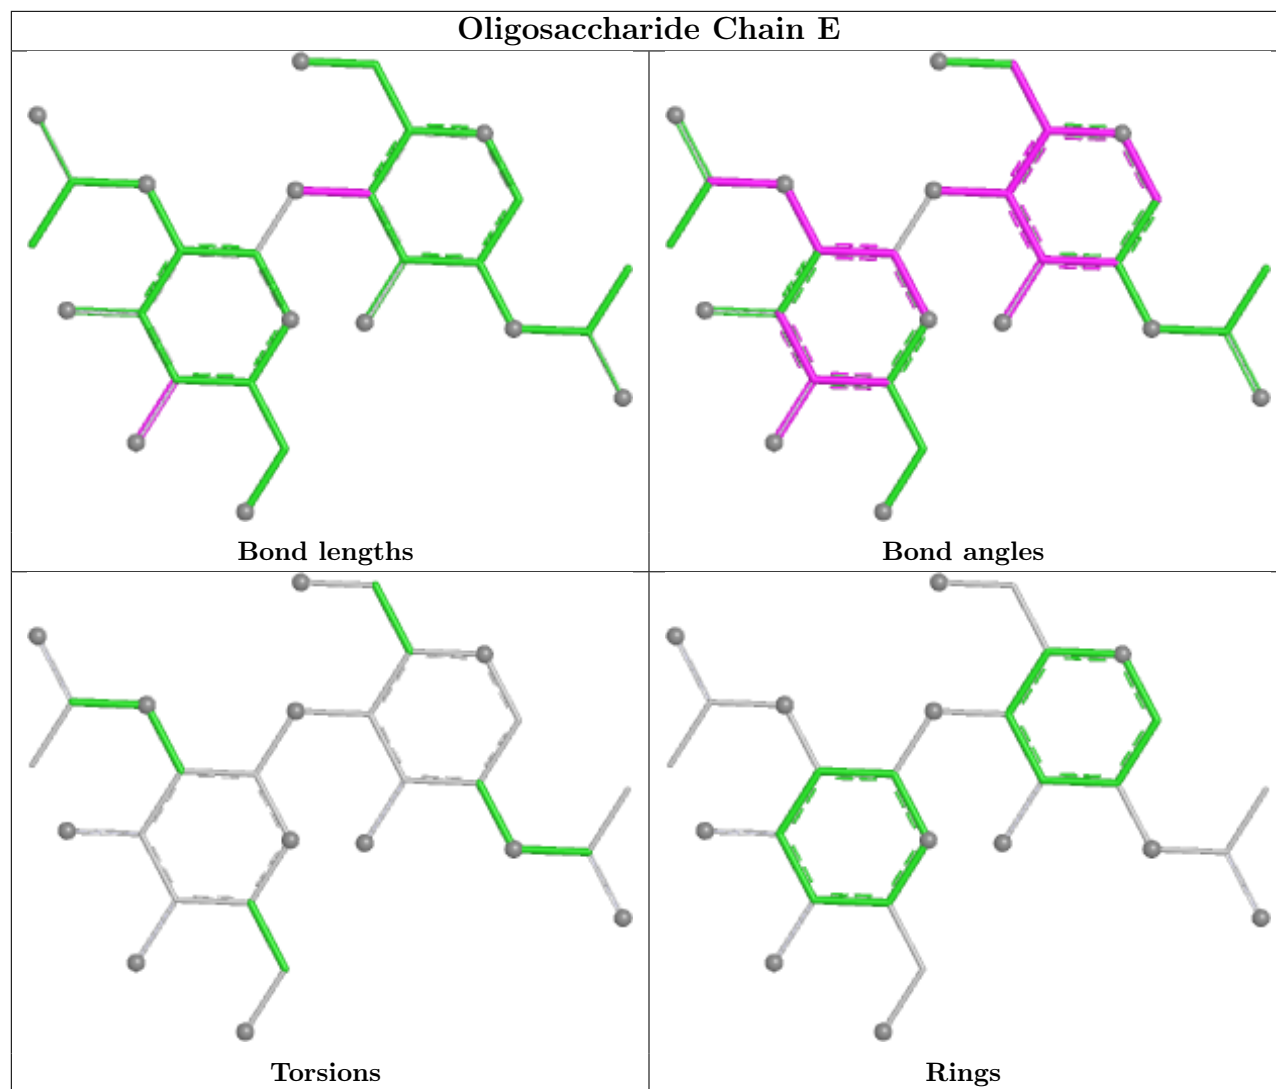 Oligosaccharide Chain E
Bond lengths
Bond angles
Torsions
Rings